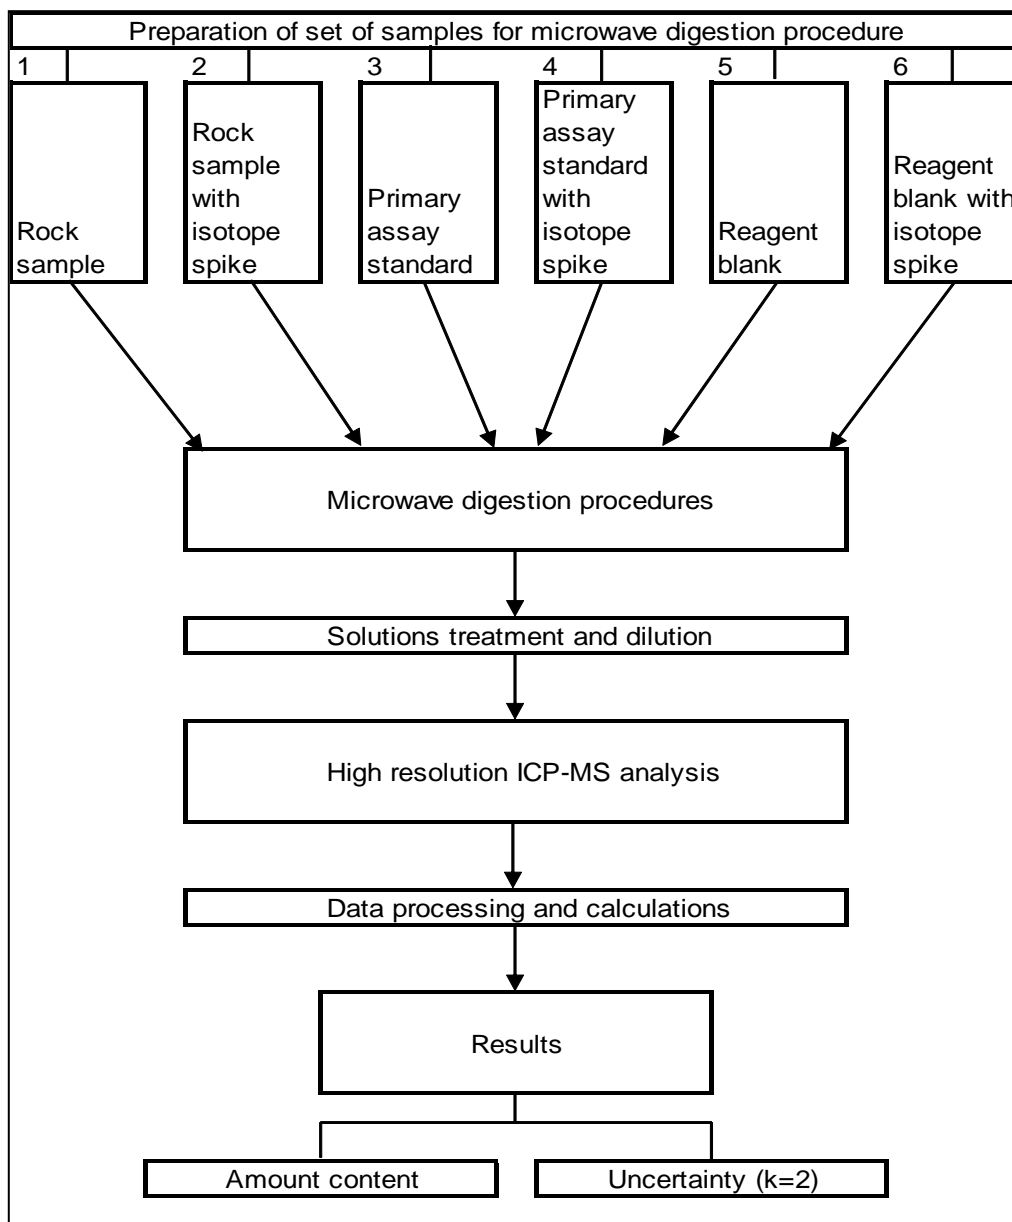 Preparation of set of samples for microwave digestion procedure
1
2
3
4
5
6
Rock
sample
Rock
sample
with
isotope
spike
Primary
assay
standard
Primary
assay
standard
with
isotope
spike
Reagent
blank
Reagent
blank with
isotope
spike
Microwave digestion procedures
Solutions treatment and dilution
High resolution ICP-MS analysis
Data processing and calculations
Results
Amount content
Uncertainty (k=2)